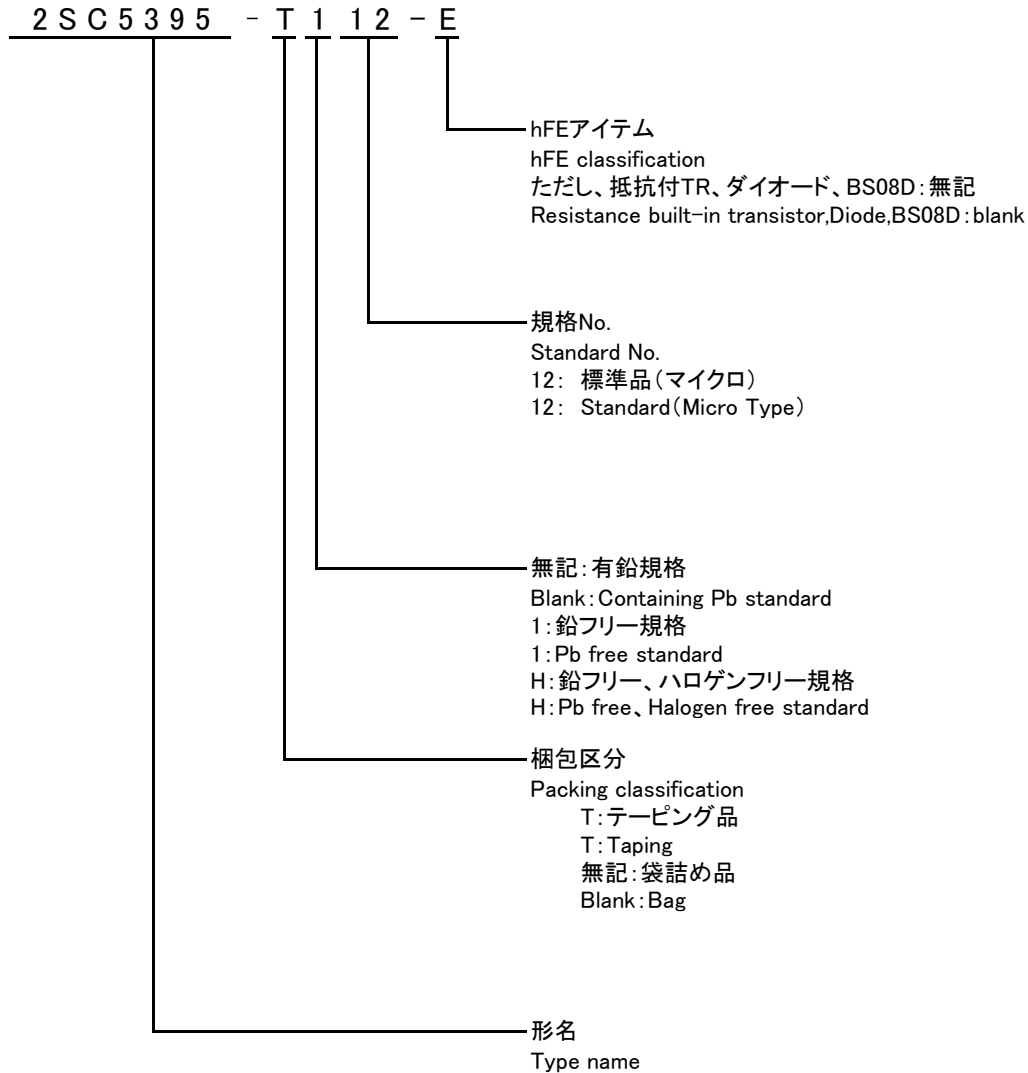 2SC5395 - T 1 12 - E
hFEアイテム
hFE classification
ただし、抵抗付TR、ダイオード、BS08D:無記
Resistance built-in transistor,Diode,BS08D:blank
規格No.
Standard No.
12: 標準品(マイクロ)
12: Standard(Micro Type)
無記:有鉛規格
Blank:Containing Pb standard
1:鉛フリー規格
1:Pb free standard
H:鉛フリー、ハロゲンフリー規格
H:Pb free、Halogen free standard
梱包区分
Packing classification
T:テーピング品
T:Taping
無記:袋詰め品
Blank:Bag
形名
Type name